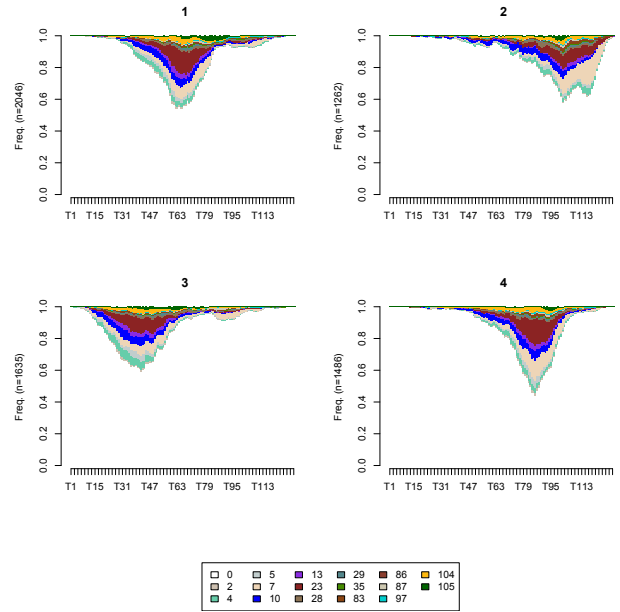 1
Freq. (n=2046)
0.0 0.2 0.4 0.6 0.8 1.0
T1 T15 T31 T47 T63 T79 T95 T113
2
Freq. (n=1262)
0.0 0.2 0.4 0.6 0.8 1.0
T1 T15 T31 T47 T63 T79 T95 T113
3
Freq. (n=1635)
0.0 0.2 0.4 0.6 0.8 1.0
T1 T15 T31 T47 T63 T79 T95 T113
4
Freq. (n=1486)
0.0 0.2 0.4 0.6 0.8 1.0
T1 T15 T31 T47 T63 T79 T95 T113
0 5 13 29 86 104
2 7 23 35 87 105
4 10 28 83 97